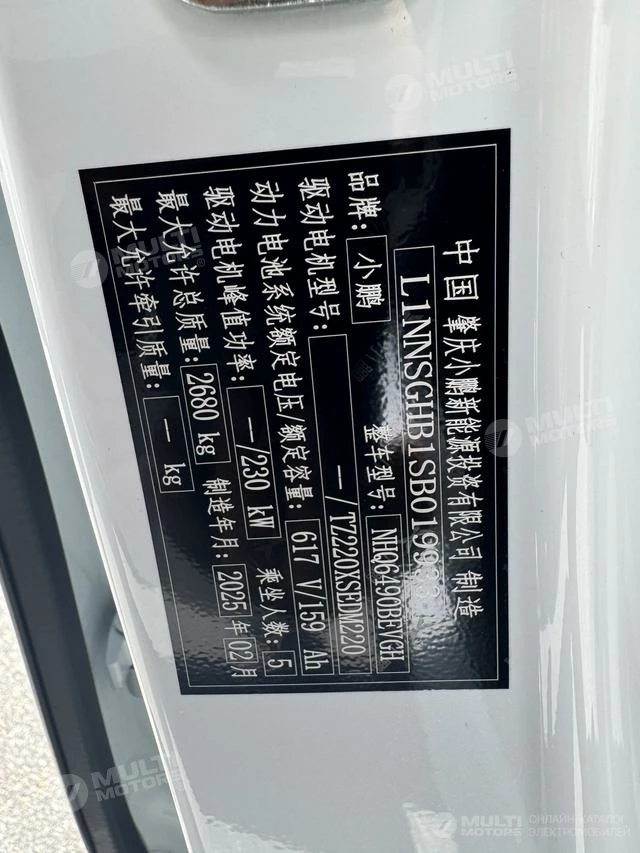 中国 肇庆小鹏新能源投资有限公司 制造
L1NNSGHB1SB019
品牌: 小鹏 整车型号: NHQ6490BEVGH
驱动电机型号: —/TZ220XSEDM220
动力电池系统额定电压/额定容量: 617 V/159 Ah
驱动电机峰值功率: —/230 kW 乘坐人数: 5
最大允许总质量: 2680 kg 制造年月: 2025 年 02 月
最大允许牵引质量: — kg
MULTI MOTORS
MULTI MOTORS
MULTI MOTORS
MULTI MOTORS
MULTI MOTORS ОНЛАЙН-КАТАЛОГ ЭЛЕКТРОМОБИЛЕЙ